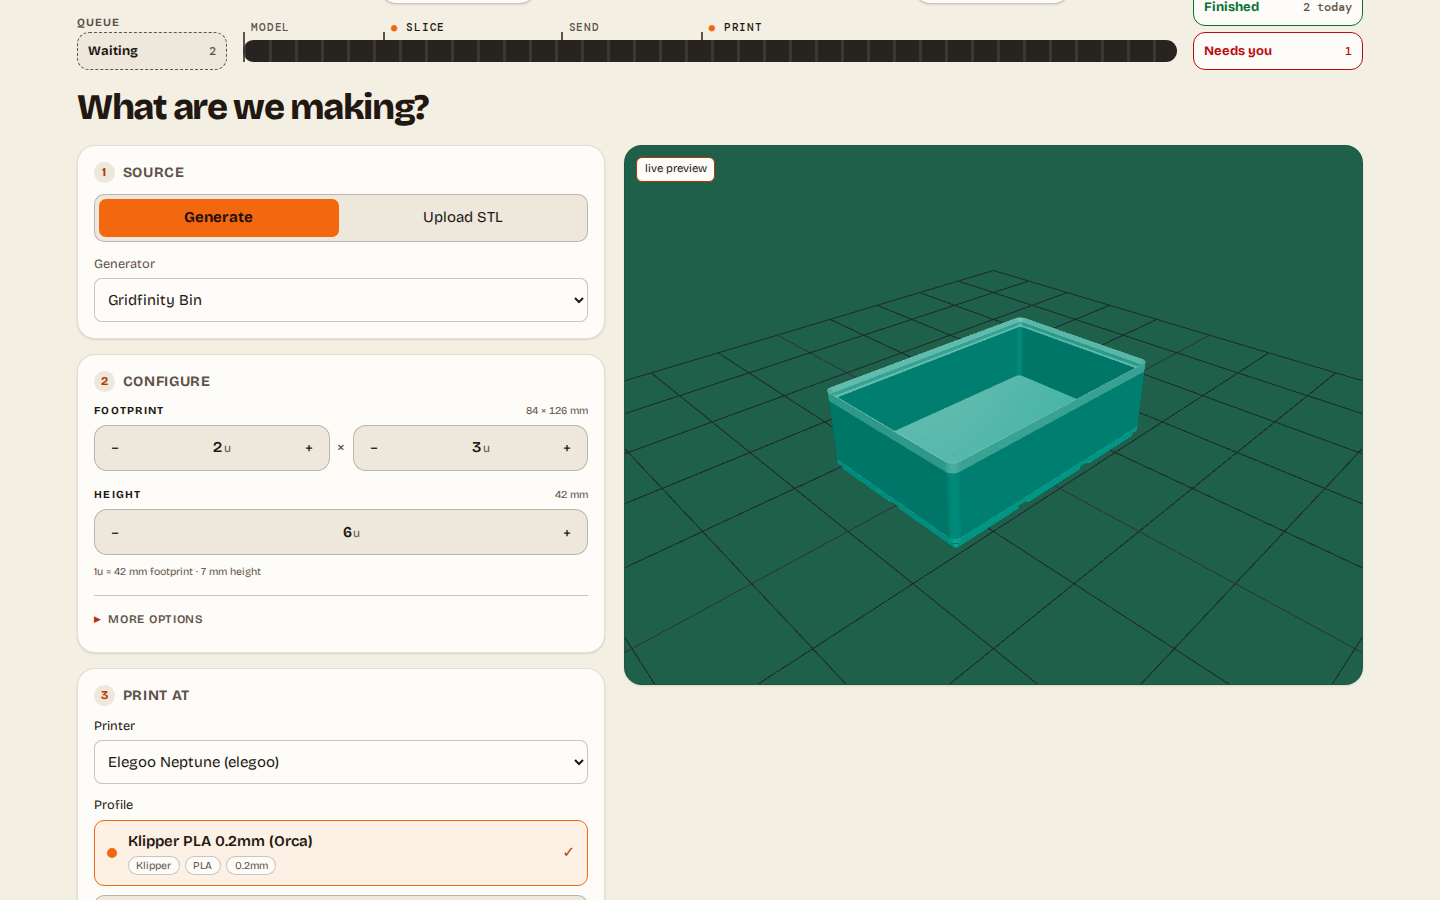 QUEUE
Waiting 2
MODEL
SLICE
SEND
PRINT
Finished 2 today
Needs you 1
What are we making?
1 SOURCE
Generate
Upload STL
Generator
Gridfinity Bin
2 CONFIGURE
FOOTPRINT 84 × 126 mm
− 2 u + × − 3 u +
HEIGHT 42 mm
− 6 u +
1u = 42 mm footprint · 7 mm height
▶ MORE OPTIONS
3 PRINT AT
Printer
Elegoo Neptune (elegoo)
Profile
Klipper PLA 0.2mm (Orca) ✓
Klipper PLA 0.2mm
live preview